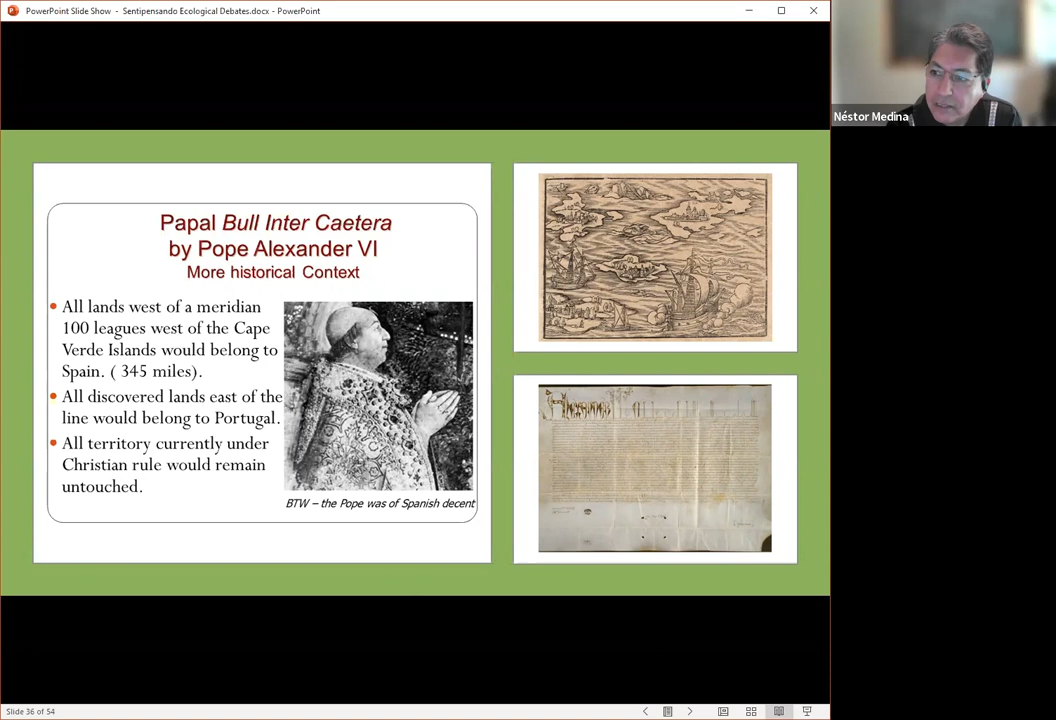 PowerPoint Slide Show - Sentipensando Ecological Debates.docx - PowerPoint
Néstor Medina
Papal Bull Inter Caetera
by Pope Alexander VI
More historical Context
All lands west of a meridian
100 leagues west of the Cape
Verde Islands would belong to
Spain. ( 345 miles).
All discovered lands east of the
line would belong to Portugal.
All territory currently under
Christian rule would remain
untouched.
BTW – the Pope was of Spanish decent
Slide 36 of 54